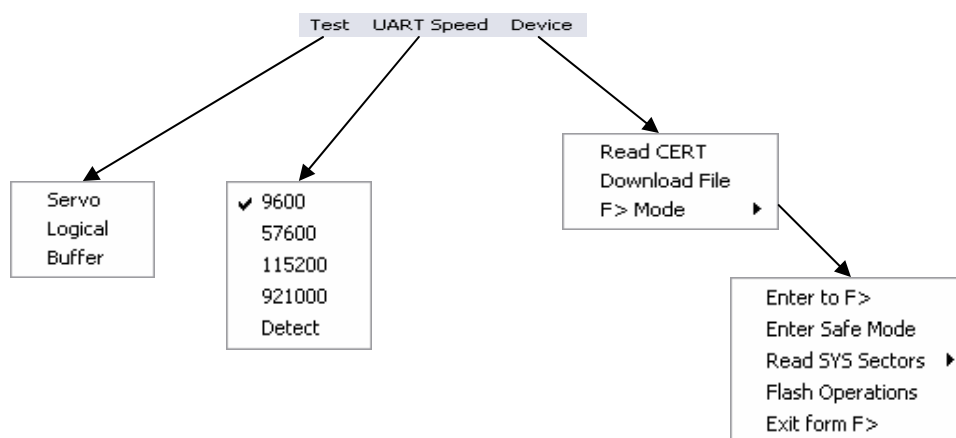 Test UART Speed Device
Servo
Logical
Buffer
9600
57600
115200
921000
Detect
Read CERT
Download File
F> Mode
Enter to F>
Enter Safe Mode
Read SYS Sectors
Flash Operations
Exit form F>